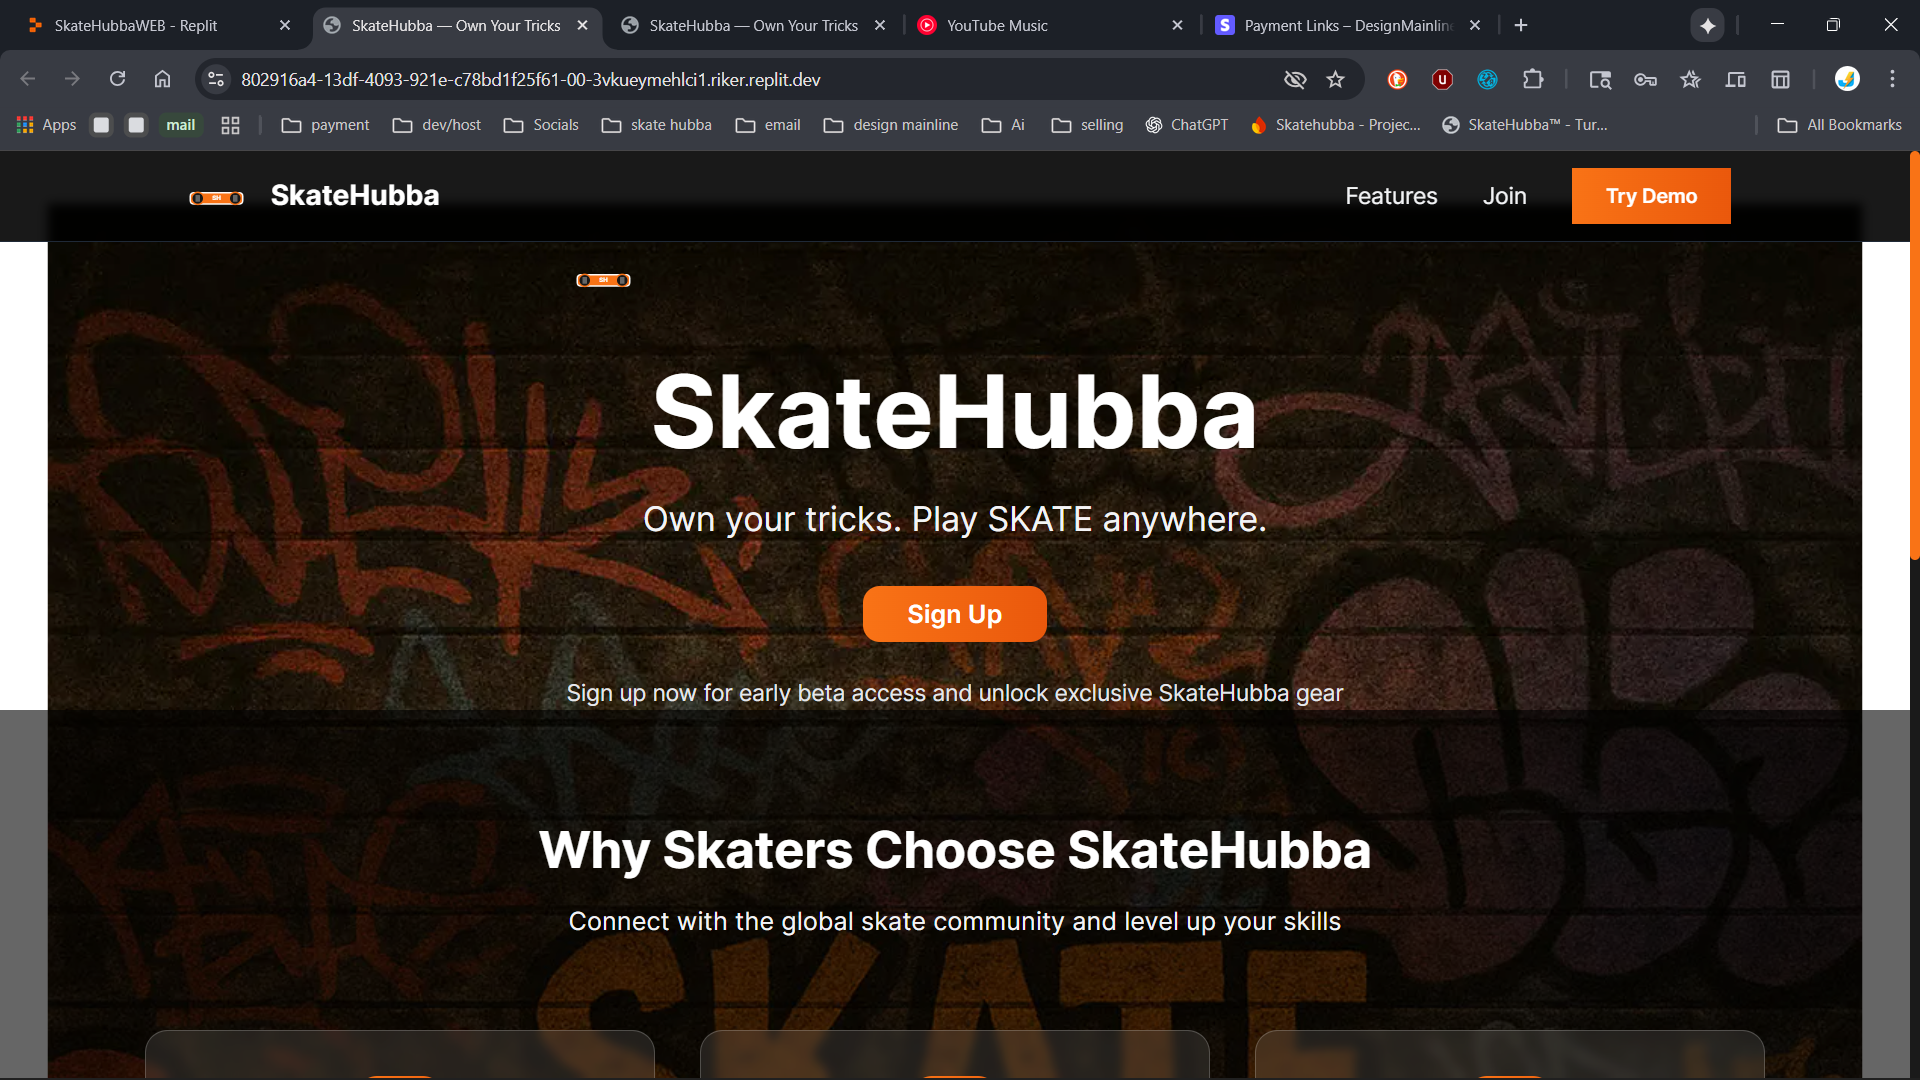 SkateHubbaWEB - Replit
SkateHubba — Own Your Tricks
SkateHubba — Own Your Tricks
YouTube Music
Payment Links – DesignMainline
802916a4-13df-4093-921e-c78bd1f25f61-00-3vkueymehlci1.riker.replit.dev
Apps
mail
payment
dev/host
Socials
skate hubba
email
design mainline
Ai
selling
ChatGPT
Skatehubba - Projec...
SkateHubba™ - Tur...
All Bookmarks
SH
SkateHubba
Features
Join
Try Demo
SH
SkateHubba
Own your tricks. Play SKATE anywhere.
Sign Up
Sign up now for early beta access and unlock exclusive SkateHubba gear
Why Skaters Choose SkateHubba
Connect with the global skate community and level up your skills
SKATE